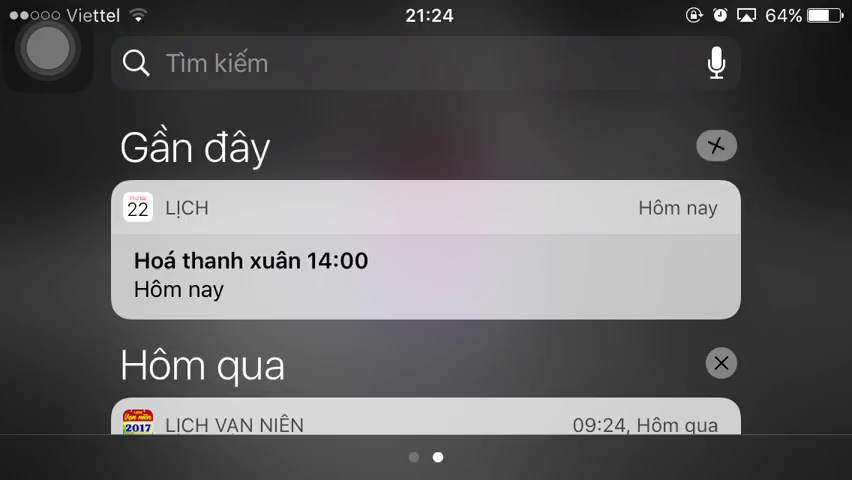 Viettel 21:24 64%
Tìm kiếm
Gần đây
22 LỊCH Hôm nay
Hoá thanh xuân 14:00
Hôm nay
Hôm qua
2017 LỊCH VẠN NIÊN 09:24, Hôm qua